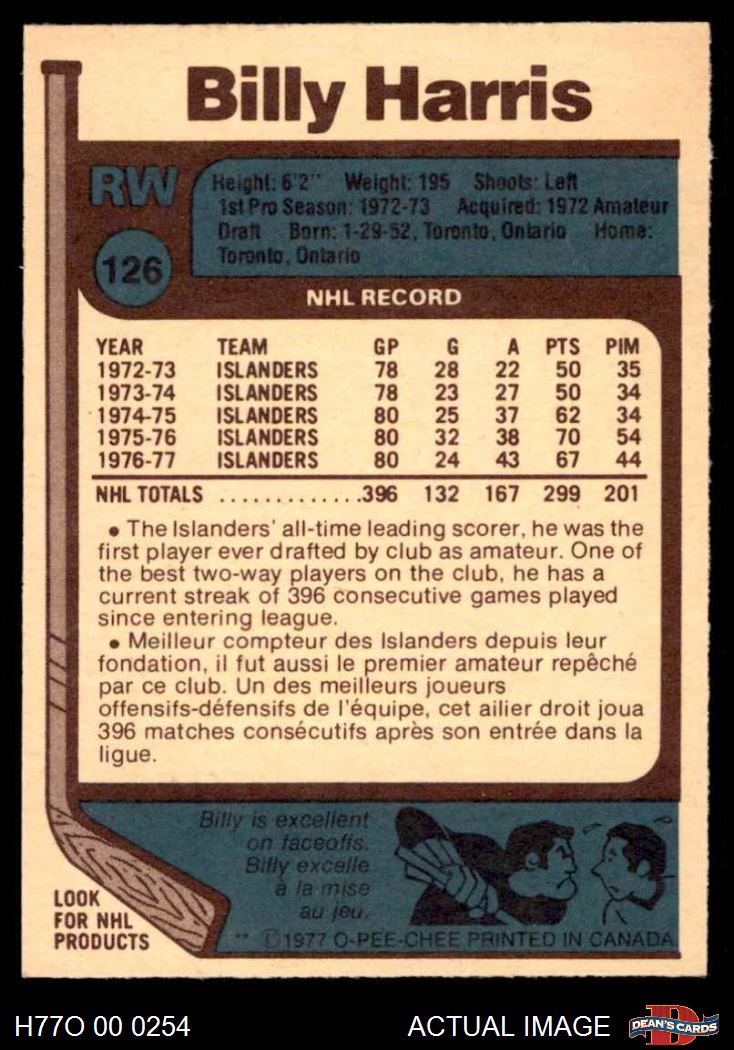 Billy Harris
RW
126
Height: 6'2" Weight: 195 Shoots: Left
1st Pro Season: 1972-73 Acquired: 1972 Amateur
Draft Born: 1-29-52, Toronto, Ontario Home:
Toronto, Ontario
NHL RECORD
YEAR TEAM GP G A PTS PIM
1972-73 ISLANDERS 78 28 22 50 35
1973-74 ISLANDERS 78 23 27 50 34
1974-75 ISLANDERS 80 25 37 62 34
1975-76 ISLANDERS 80 32 38 70 54
1976-77 ISLANDERS 80 24 43 67 44
NHL TOTALS .............396 132 167 299 201
• The Islanders' all-time leading scorer, he was the
first player ever drafted by club as amateur. One of
the best two-way players on the club, he has a
current streak of 396 consecutive games played
since entering league.
• Meilleur compteur des Islanders depuis leur
fondation, il fut aussi le premier amateur repêché
par ce club. Un des meilleurs joueurs
offensifs-défensifs de l'équipe, cet ailier droit joua
396 matches consécutifs après son entrée dans la
ligue.
Billy is excellent
on faceoffs.
Billy excelle
à la mise
au jeu.
LOOK
FOR NHL
PRODUCTS
** ©1977 O-PEE-CHEE PRINTED IN CANADA
H77O 00 0254
ACTUAL IMAGE
DEAN'S CARDS